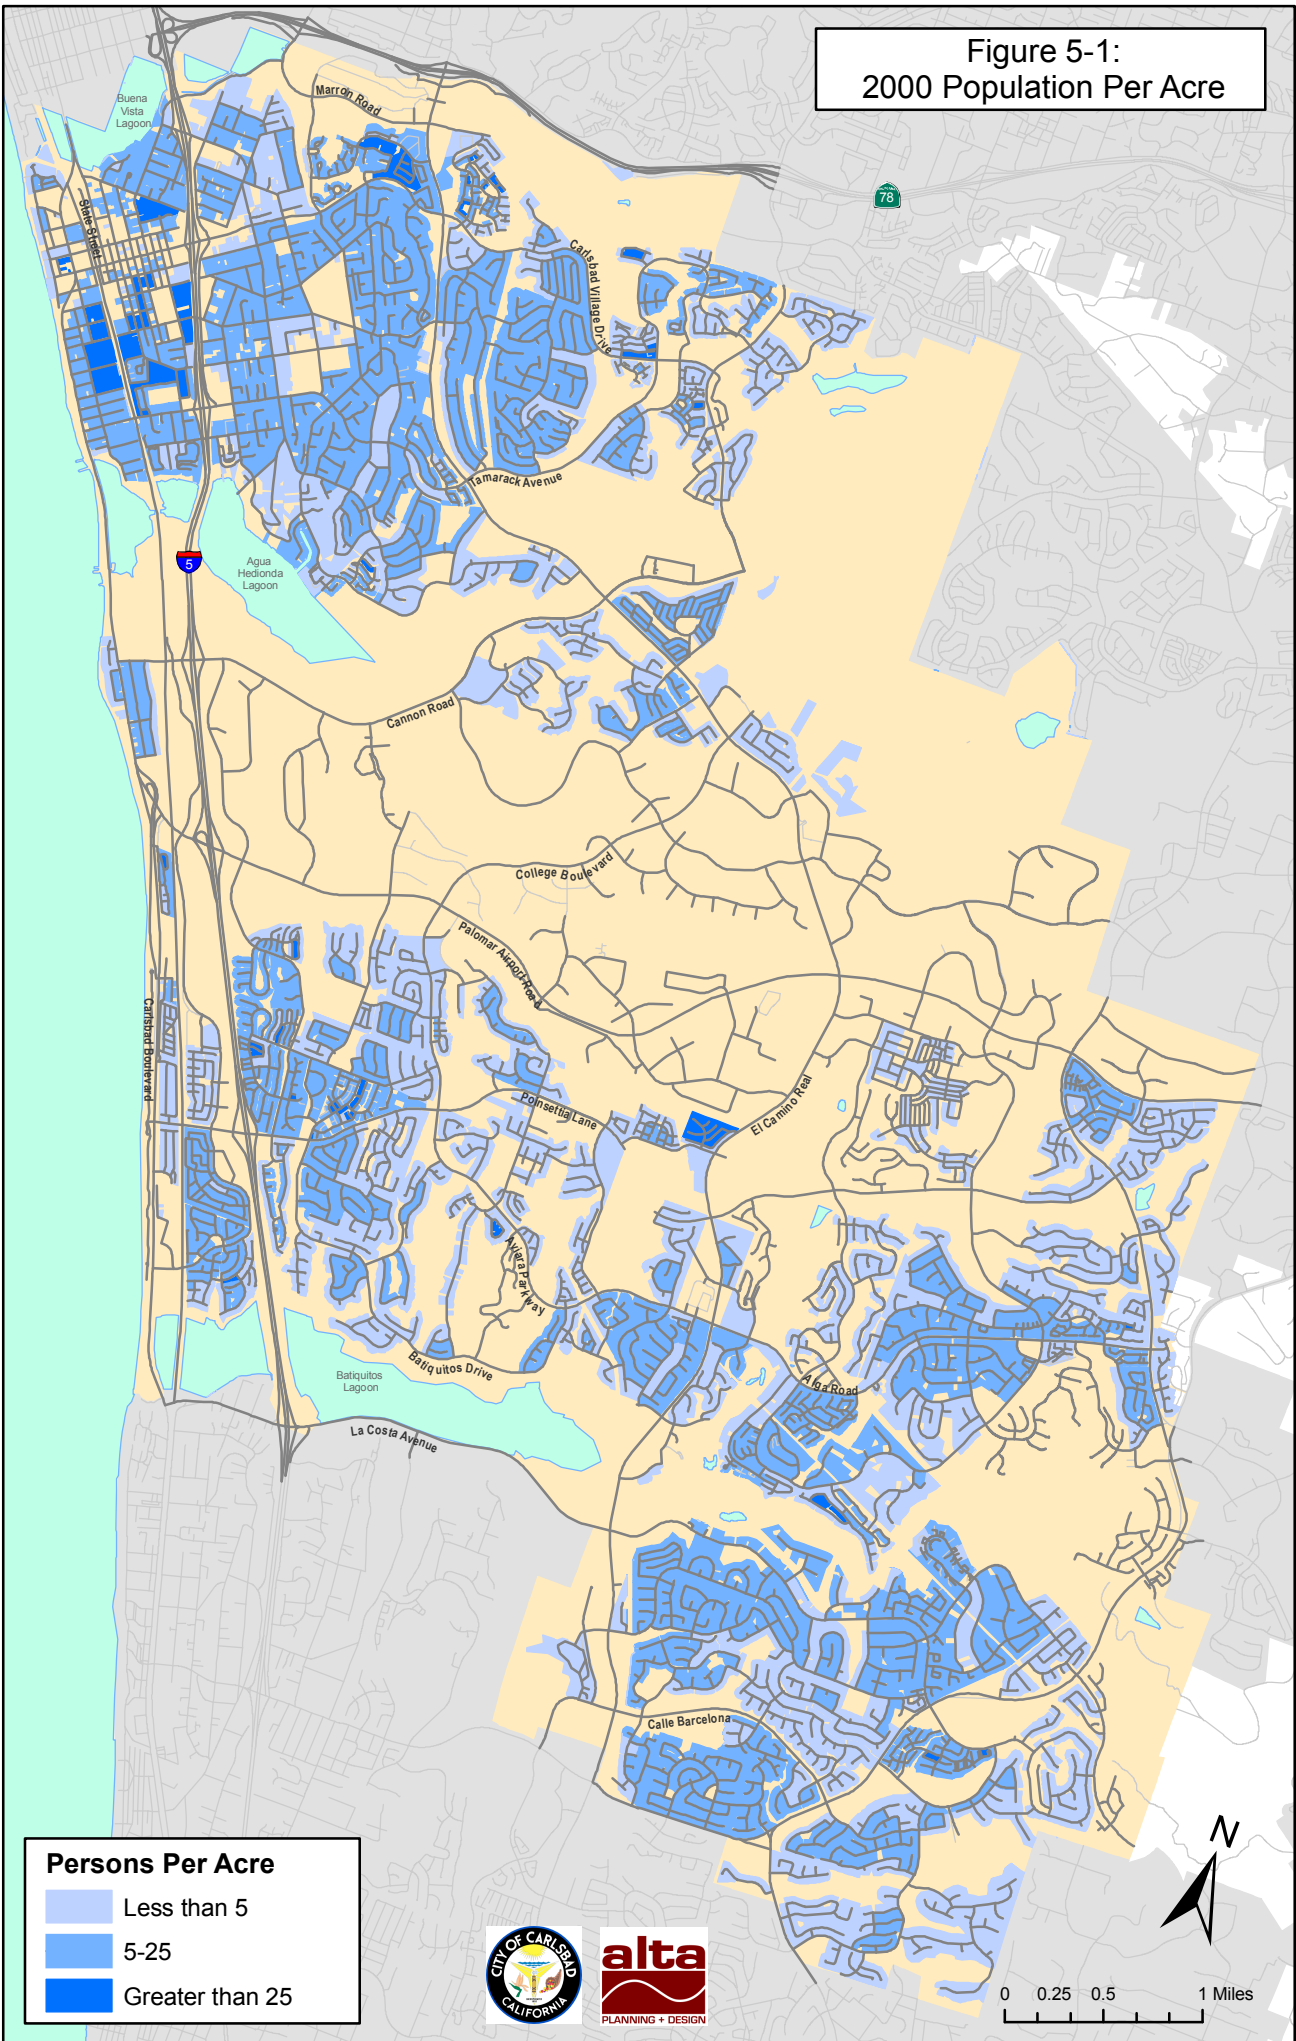 Figure 5-1:
2000 Population Per Acre
Buena
Vista
Lagoon
Marron Road
State Street
78
Carlsbad Village Drive
Tamarack Avenue
5
Agua
Hedionda
Lagoon
Cannon Road
College Boulevard
Palomar Airport Road
Carlsbad Boulevard
Poinsettia Lane
El Camino Real
Aviara Parkway
Batiquitos Drive
Batiquitos
Lagoon
Alga Road
La Costa Avenue
Calle Barcelona
N
Persons Per Acre
Less than 5
5-25
Greater than 25
CITY OF CARLSBAD
CALIFORNIA
alta
PLANNING + DESIGN
0 0.25 0.5 1 Miles